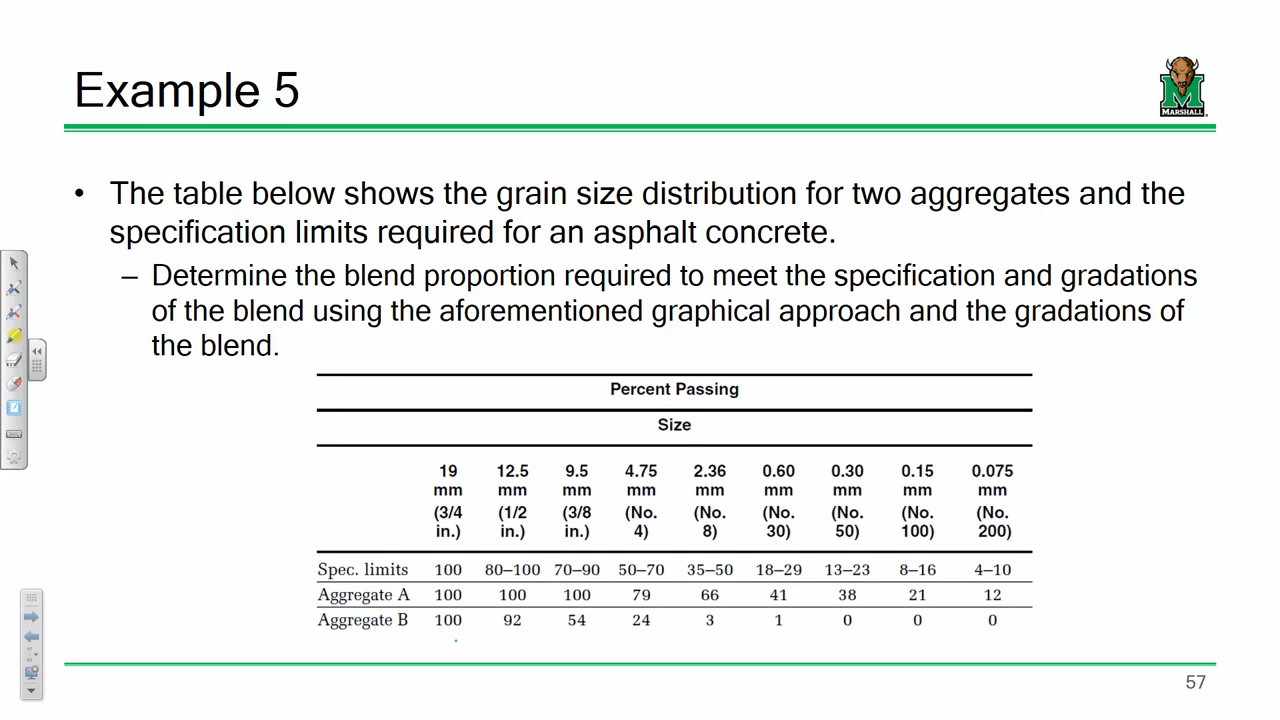 Example 5
MARSHALL
• The table below shows the grain size distribution for two aggregates and the
specification limits required for an asphalt concrete.
– Determine the blend proportion required to meet the specification and gradations
of the blend using the aforementioned graphical approach and the gradations of
the blend.
Percent Passing
Size
19 12.5 9.5 4.75 2.36 0.60 0.30 0.15 0.075
mm mm mm mm mm mm mm mm mm
(3/4 (1/2 (3/8 (No. (No. (No. (No. (No. (No.
in.) in.) in.) 4) 8) 30) 50) 100) 200)
Spec. limits 100 80–100 70–90 50–70 35–50 18–29 13–23 8–16 4–10
Aggregate A 100 100 100 79 66 41 38 21 12
Aggregate B 100 92 54 24 3 1 0 0 0
57